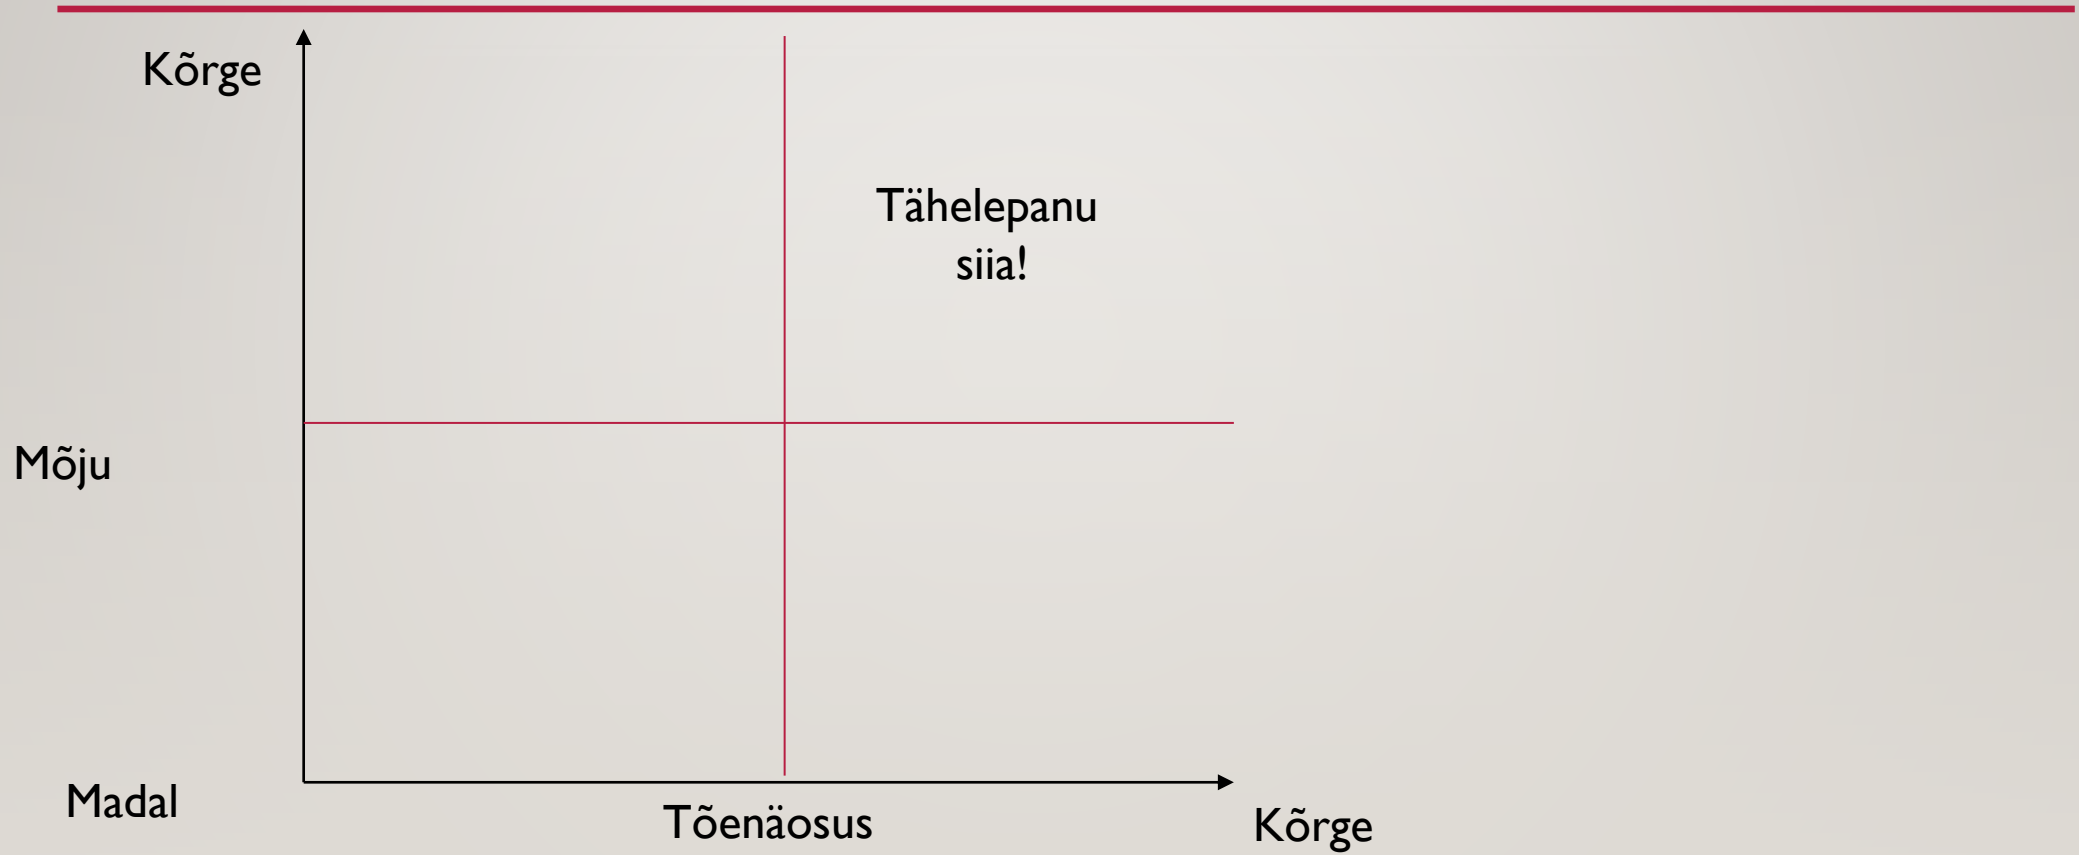 Kõrge
Tähelepanu
siia!
Mõju
Madal
Tõenäosus
Kõrge